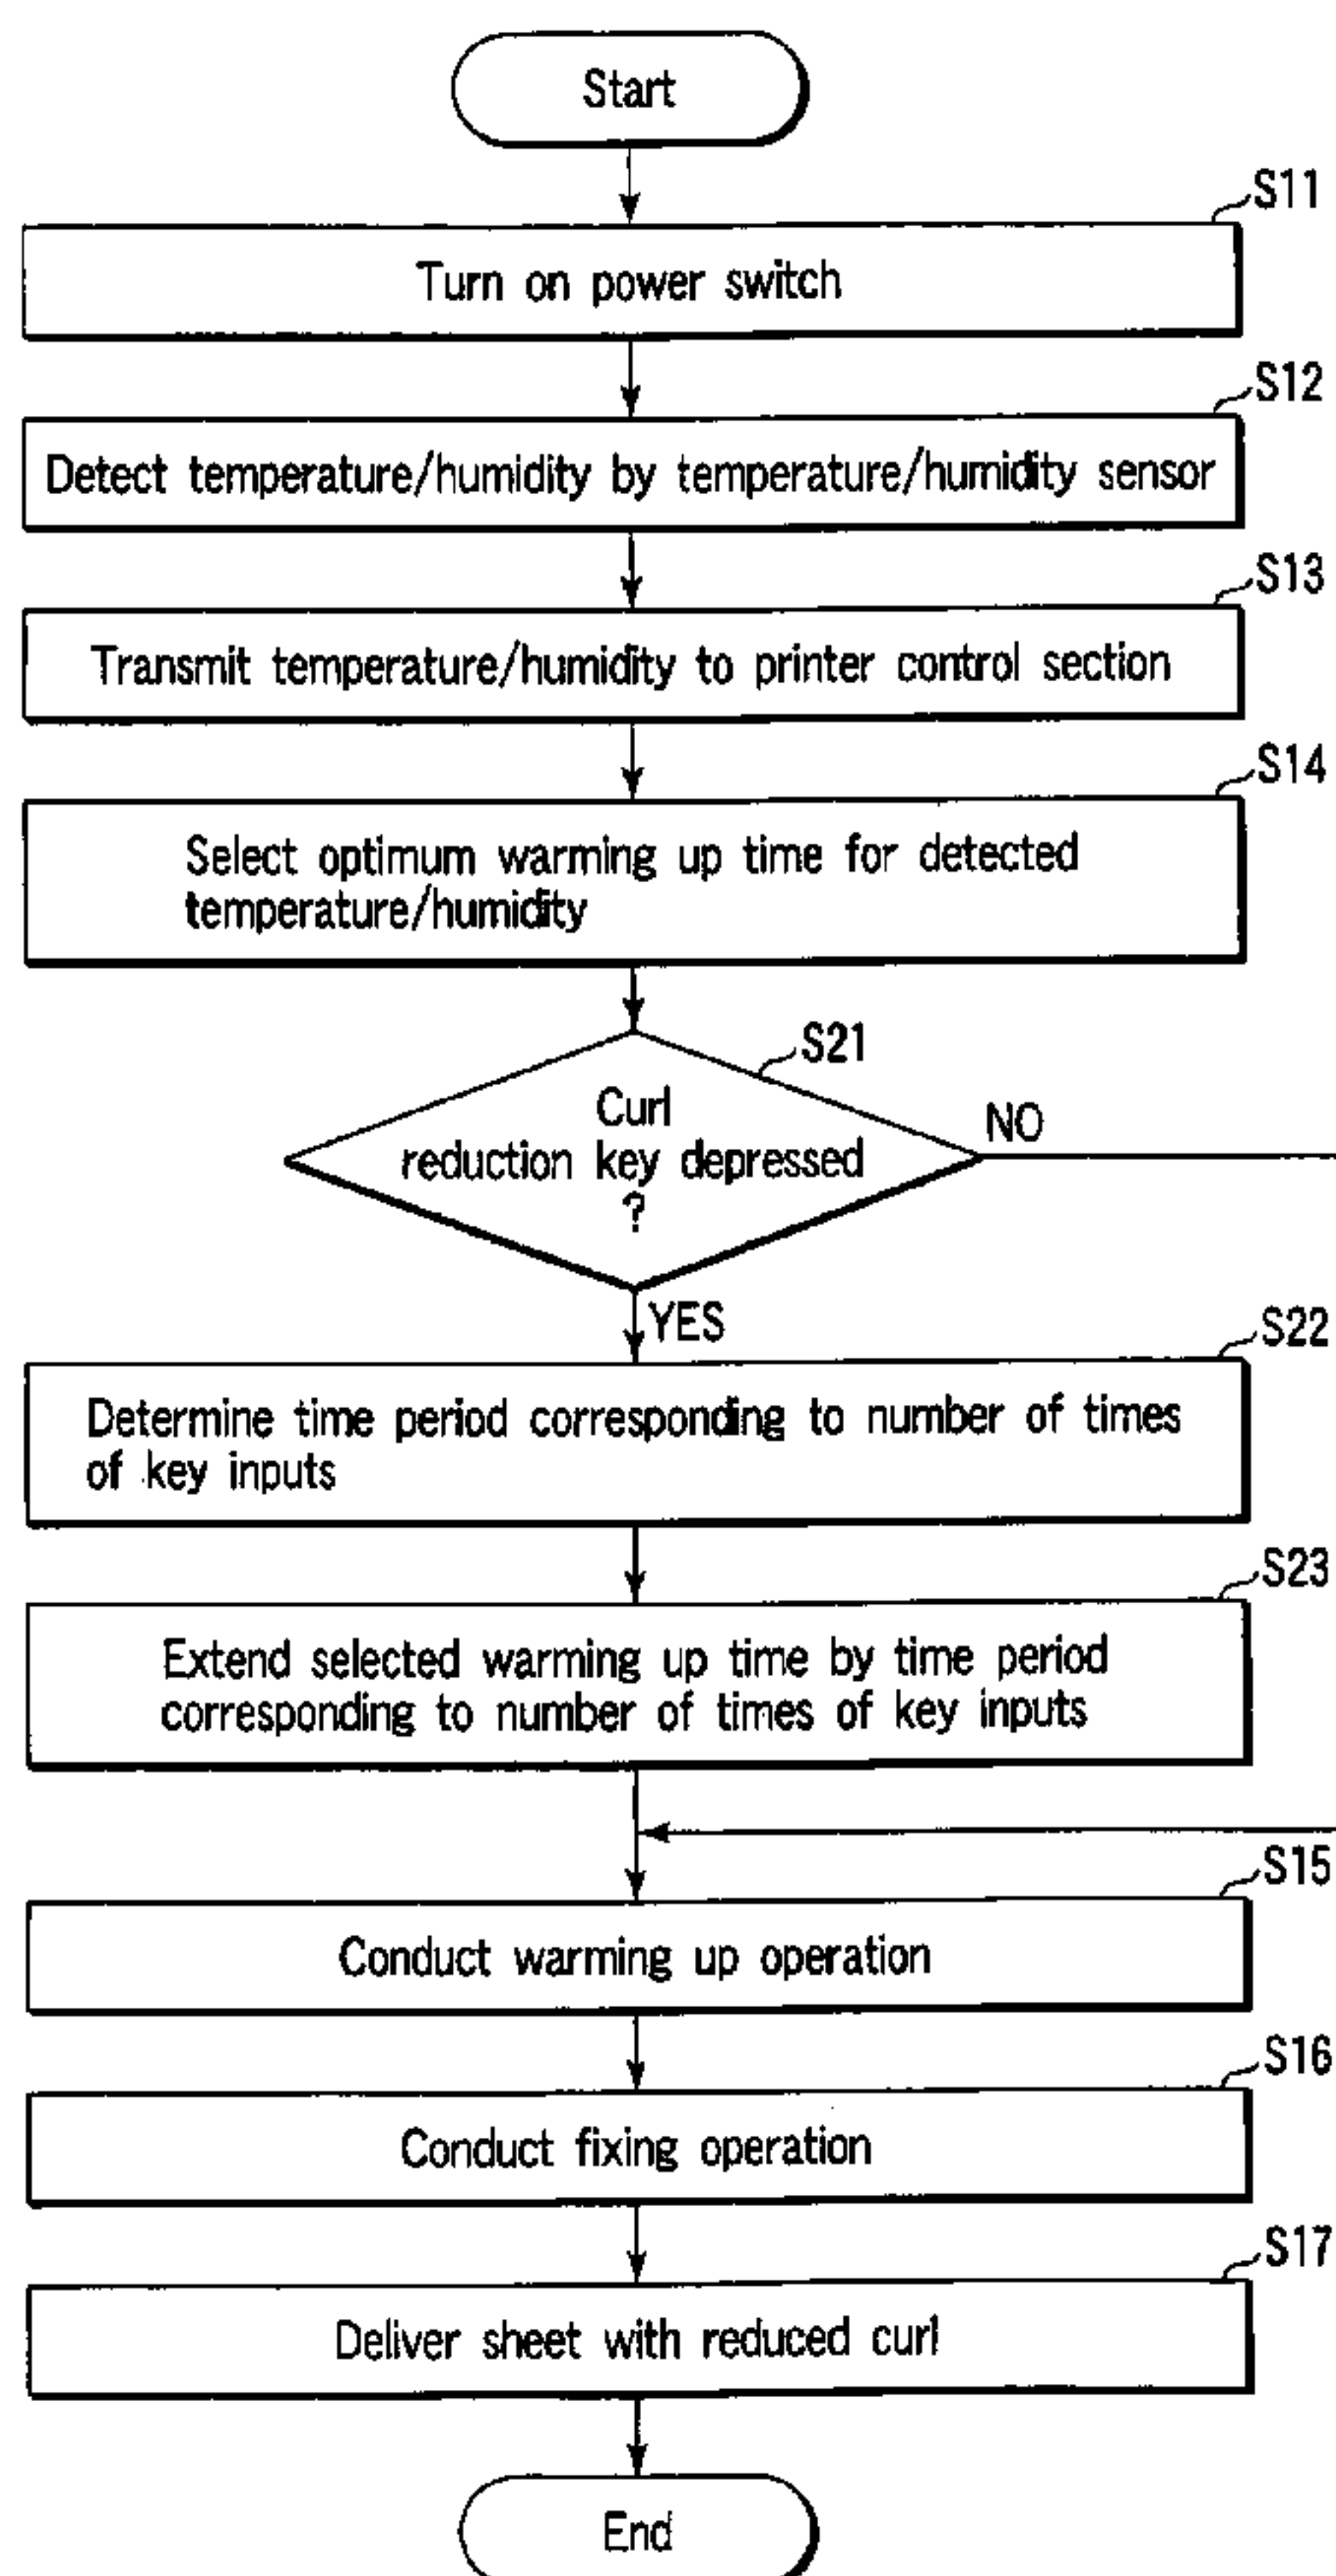 Start
S11
Turn on power switch
S12
Detect temperature/humidity by temperature/humidity sensor
S13
Transmit temperature/humidity to printer control section
S14
Select optimum warming up time for detected
temperature/humidity
S21
Curl
reduction key depressed
?
NO
YES
S22
Determine time period corresponding to number of times
of key inputs
S23
Extend selected warming up time by time period
corresponding to number of times of key inputs
S15
Conduct warming up operation
S16
Conduct fixing operation
S17
Deliver sheet with reduced curl
End